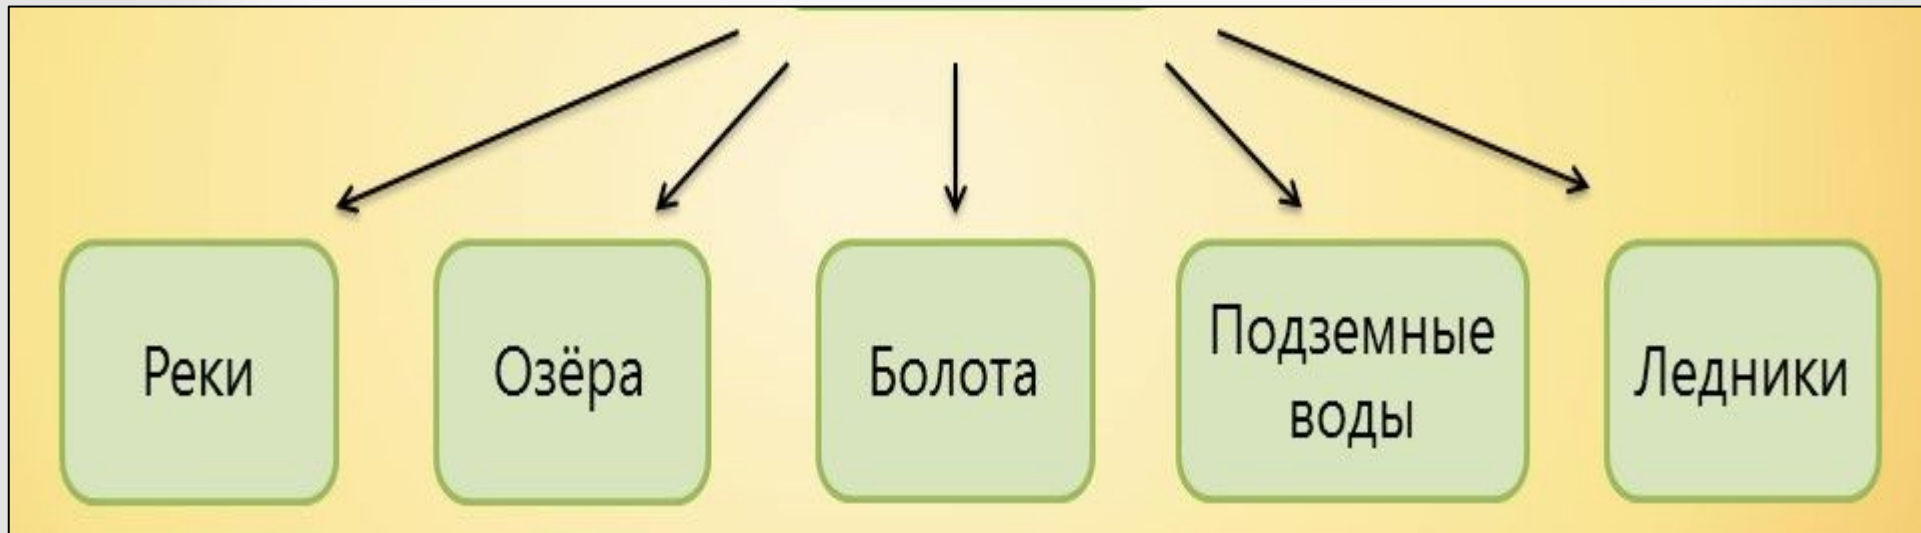 Реки
Озёра
Болота
Подземные
воды
Ледники